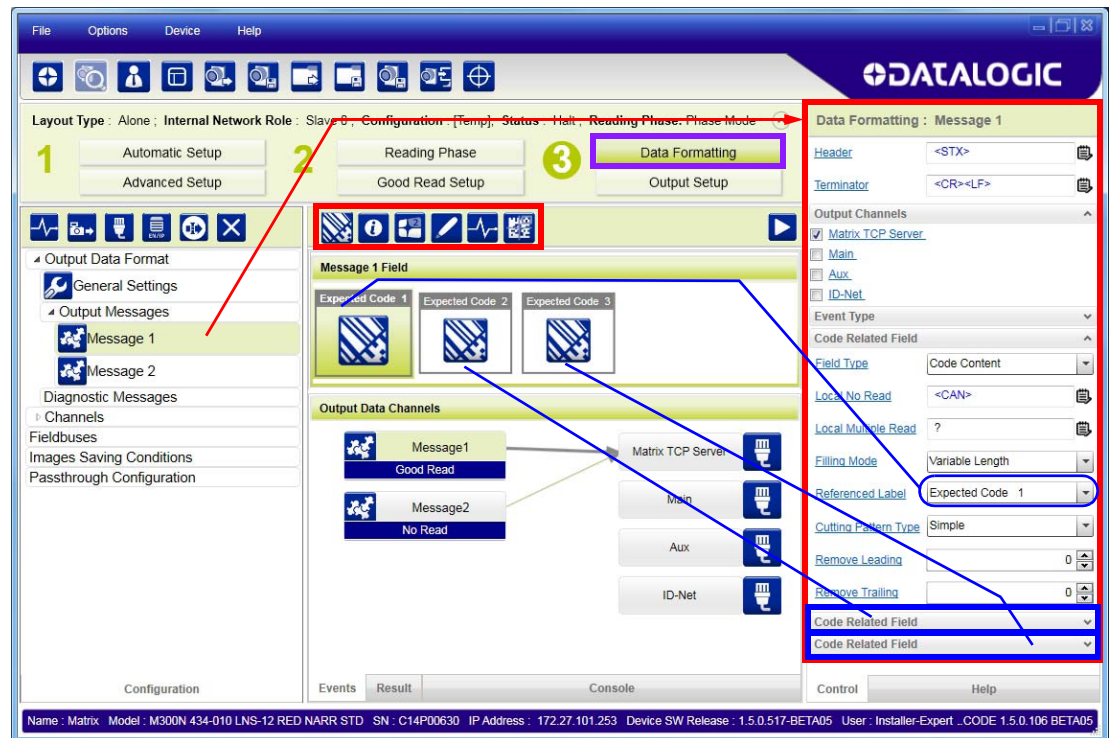 File Options Device Help
DATALOGIC
Layout Type : Alone ; Internal Network Role : Slave 8 ; Configuration : [Temp]; Status : Halt ; Reading Phase: Phase Mode
1 Automatic Setup
Advanced Setup
2 Reading Phase
Good Read Setup
3 Data Formatting
Output Setup
EN/IP
Output Data Format
General Settings
Output Messages
Message 1
Message 2
Diagnostic Messages
Channels
Fieldbuses
Images Saving Conditions
Passthrough Configuration
Configuration
Message 1 Field
Expected Code 1 Expected Code 2 Expected Code 3
Output Data Channels
Message1
Good Read
Message2
No Read
Matrix TCP Server
Main
Aux
ID-Net
Events Result Console
Data Formatting : Message 1
Header <STX>
Terminator <CR><LF>
Output Channels
Matrix TCP Server
Main
Aux
ID-Net
Event Type
Code Related Field
Field Type Code Content
Local No Read <CAN>
Local Multiple Read ?
Filling Mode Variable Length
Referenced Label Expected Code 1
Cutting Pattern Type Simple
Remove Leading 0
Remove Trailing 0
Code Related Field
Code Related Field
Control Help
Name : Matrix Model : M300N 434-010 LNS-12 RED NARR STD SN : C14P00630 IP Address : 172.27.101.253 Device SW Release : 1.5.0.517-BETA05 User : Installer-Expert ..CODE 1.5.0.106 BETA05